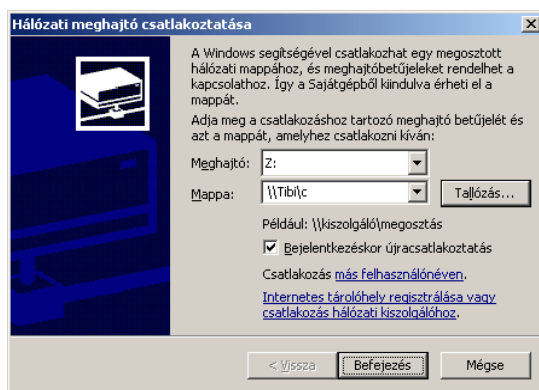 Hálózati meghajtó csatlakoztatása
A Windows segítségével csatlakozhat egy megosztott
hálózati mappához, és meghajtóbetűjeleket rendelhet a
kapcsolathoz. Így a Sajátgépből kiindulva érheti el a
mappát.
Adja meg a csatlakozáshoz tartozó meghajtó betűjelét és
azt a mappát, amelyhez csatlakozni kíván:
Meghajtó: Z:
Mappa: \\Tibi\c Tallózás...
Például: \\kiszolgáló\megosztás
Bejelentkezéskor újracsatlakoztatás
Csatlakozás más felhasználónéven.
Internetes tárolóhely regisztrálása vagy
csatlakozás hálózati kiszolgálóhoz.
< Vissza Befejezés Mégse